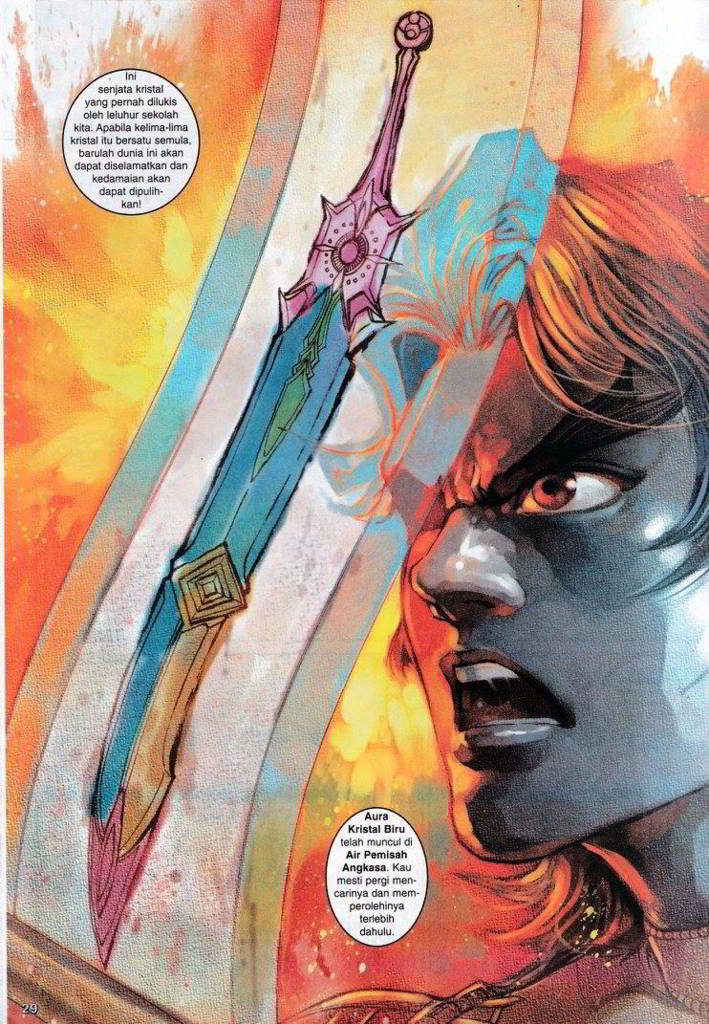 Ini
senjata kristal
yang pernah dilukis
oleh leluhur sekolah
kita. Apabila kelima-lima
kristal itu bersatu semula,
barulah dunia ini akan
dapat diselamatkan dan
kedamaian akan
dapat dipulih-
kan!
Aura
Kristal Biru
telah muncul di
Air Pemisah
Angkasa. Kau
mesti pergi men-
carinya dan mem-
perolehinya
terlebih
dahulu.
29